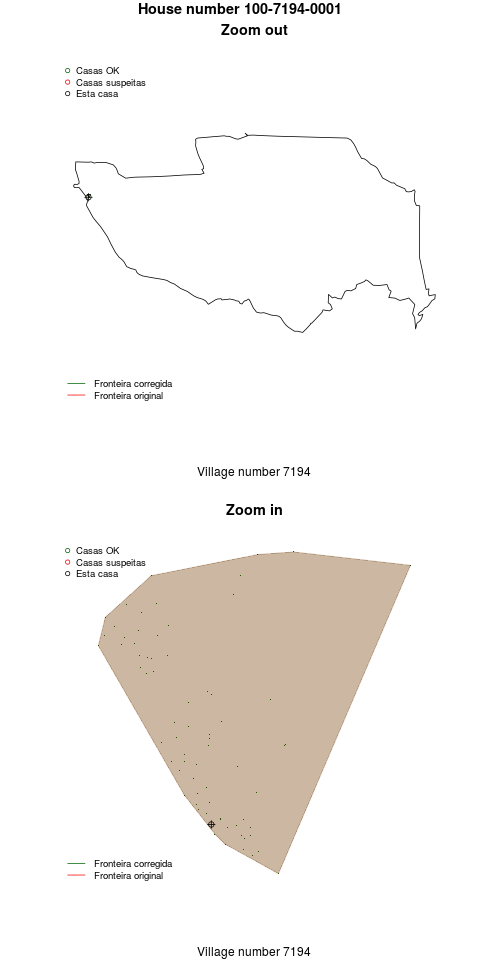 House number 100-7194-0001
Zoom out
Casas OK
Casas suspeitas
Esta casa
Fronteira corregida
Fronteira original
Village number 7194
Zoom in
Casas OK
Casas suspeitas
Esta casa
Fronteira corregida
Fronteira original
Village number 7194